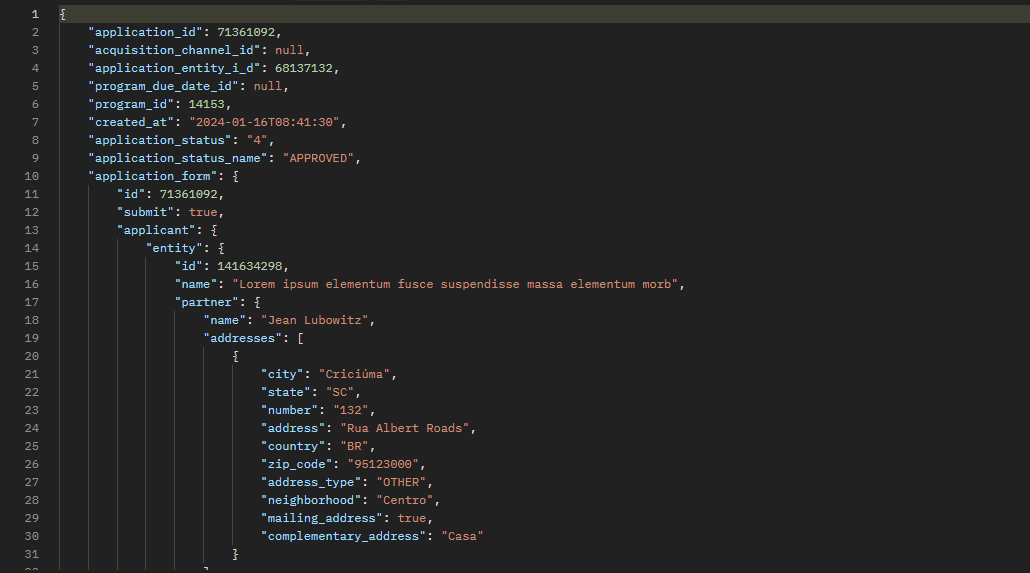 1 {
2 "application_id": 71361092,
3 "acquisition_channel_id": null,
4 "application_entity_i_d": 68137132,
5 "program_due_date_id": null,
6 "program_id": 14153,
7 "created_at": "2024-01-16T08:41:30",
8 "application_status": "4",
9 "application_status_name": "APPROVED",
10 "application_form": {
11 "id": 71361092,
12 "submit": true,
13 "applicant": {
14 "entity": {
15 "id": 141634298,
16 "name": "Lorem ipsum elementum fusce suspendisse massa elementum morb",
17 "partner": {
18 "name": "Jean Lubowitz",
19 "addresses": [
20 {
21 "city": "Criciúma",
22 "state": "SC",
23 "number": "132",
24 "address": "Rua Albert Roads",
25 "country": "BR",
26 "zip_code": "95123000",
27 "address_type": "OTHER",
28 "neighborhood": "Centro",
29 "mailing_address": true,
30 "complementary_address": "Casa"
31 }